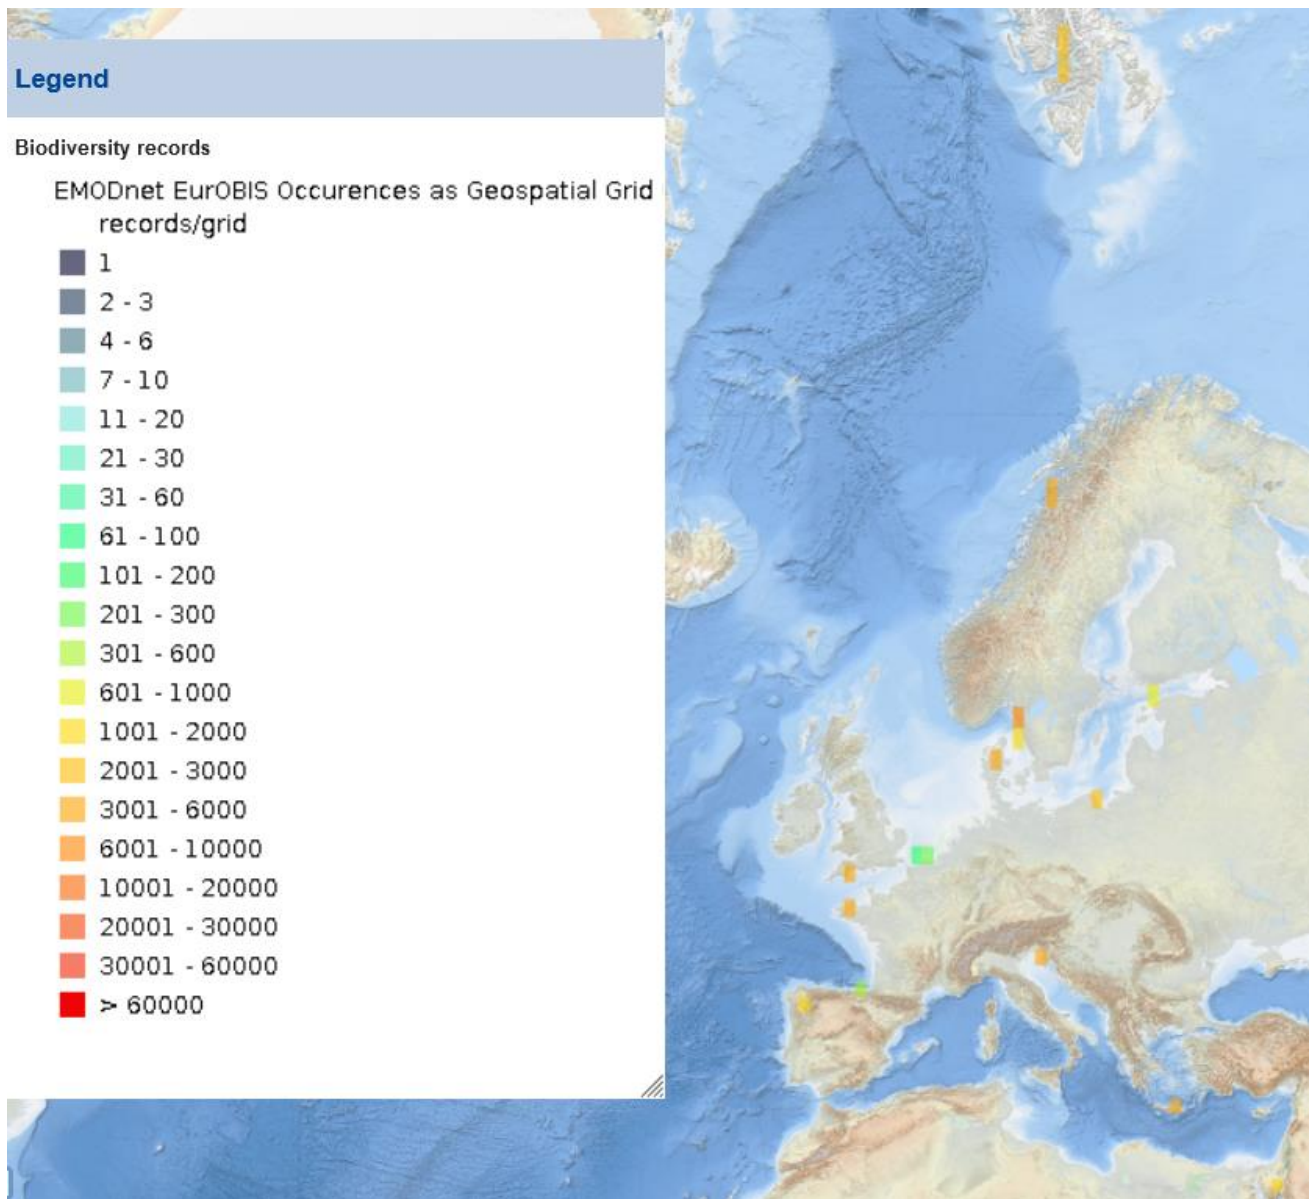 Legend
Biodiversity records
EMODnet EurOBIS Occurences as Geospatial Grid
records/grid
1
2 - 3
4 - 6
7 - 10
11 - 20
21 - 30
31 - 60
61 - 100
101 - 200
201 - 300
301 - 600
601 - 1000
1001 - 2000
2001 - 3000
3001 - 6000
6001 - 10000
10001 - 20000
20001 - 30000
30001 - 60000
> 60000